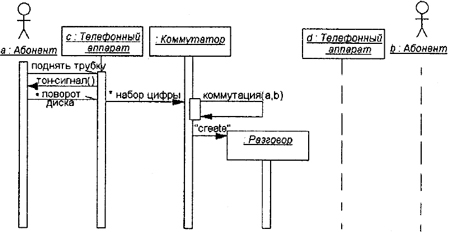 a : Абонент
c : Телефонный
аппарат
: Коммутатор
d : Телефонный
аппарат
b : Абонент
поднять трубку
тонсигнал()
* поворот
диска
* набор цифры
коммутация(a,b)
"create"
: Разговор